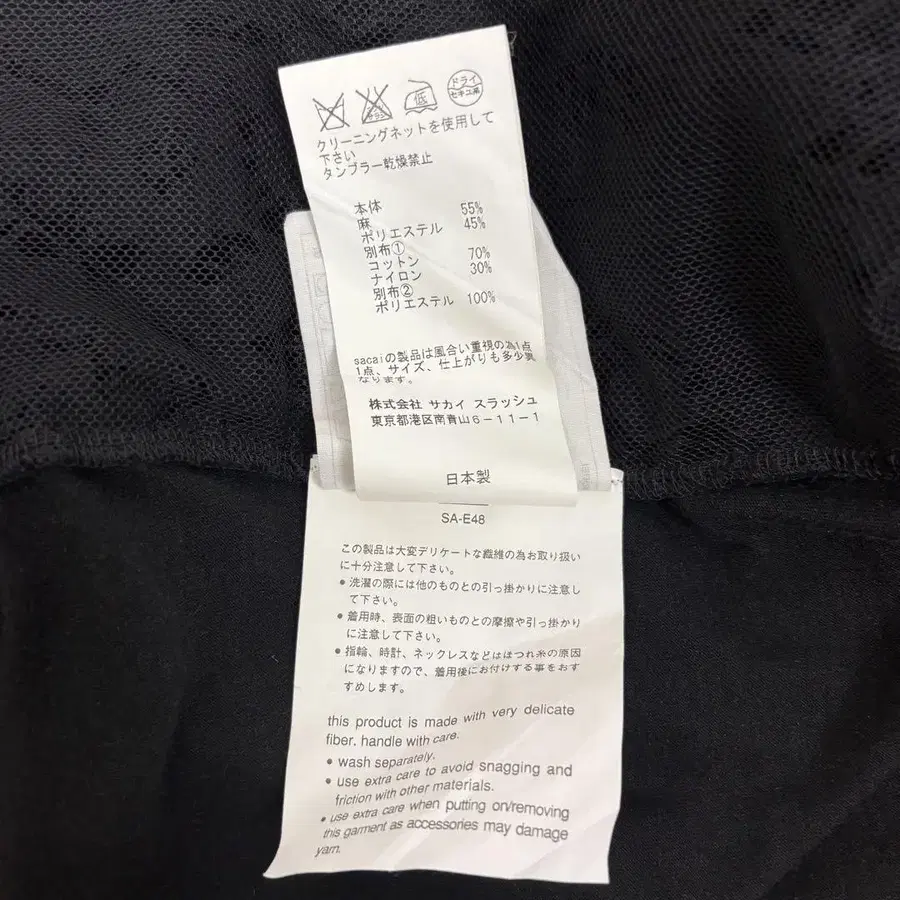 低
ドライ
セキユ系
クリーニングネットを使用して
下さい
タンブラー乾燥禁止
本体 55%
麻 45%
ポリエステル
別布① 70%
コットン 30%
ナイロン
別布②
ポリエステル 100%
sacaiの製品は風合い重視の為1点
1点、サイズ、仕上がりも多少異
なります。
株式会社 サカイ スラッシュ
東京都港区南青山6-11-1
日本製
SA-E48
この製品は大変デリケートな繊維の為お取り扱い
に十分注意して下さい。
● 洗濯の際には他のものとの引っ掛かりに注意し
て下さい。
● 着用時、表面の粗いものとの摩擦や引っ掛かり
に注意して下さい。
● 指輪、時計、ネックレスなどはほつれ糸の原因
になりますので、着用後にお付けする事をおす
すめします。
this product is made with very delicate
fiber. handle with care.
● wash separately.
● use extra care to avoid snagging and
friction with other materials.
● use extra care when putting on/removing
this garment as accessories may damage
yarn.